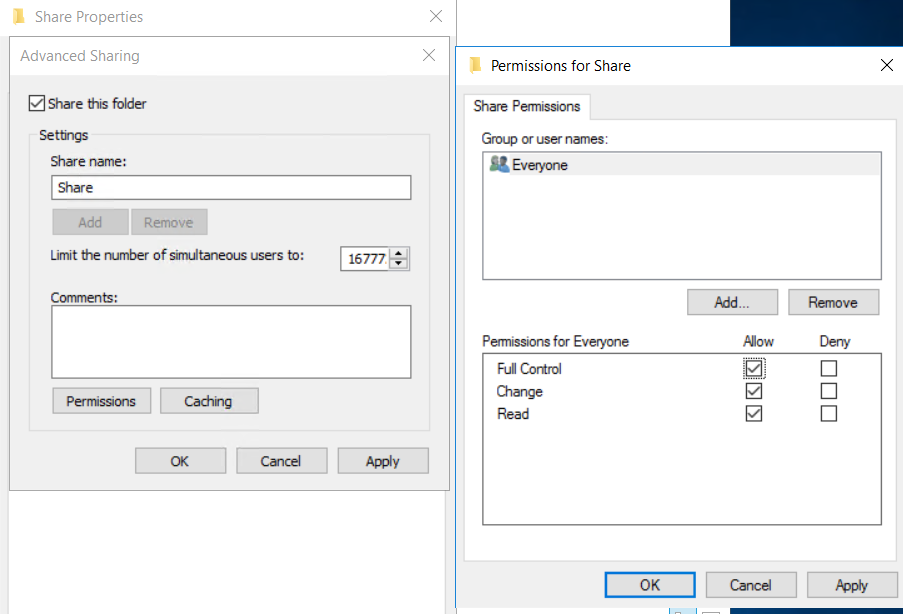 Share Properties
Advanced Sharing
Share this folder
Settings
Share name:
Share
Add Remove
Limit the number of simultaneous users to: 16777
Comments:
Permissions Caching
OK Cancel Apply
Permissions for Share
Share Permissions
Group or user names:
Everyone
Add... Remove
Permissions for Everyone Allow Deny
Full Control
Change
Read
OK Cancel Apply